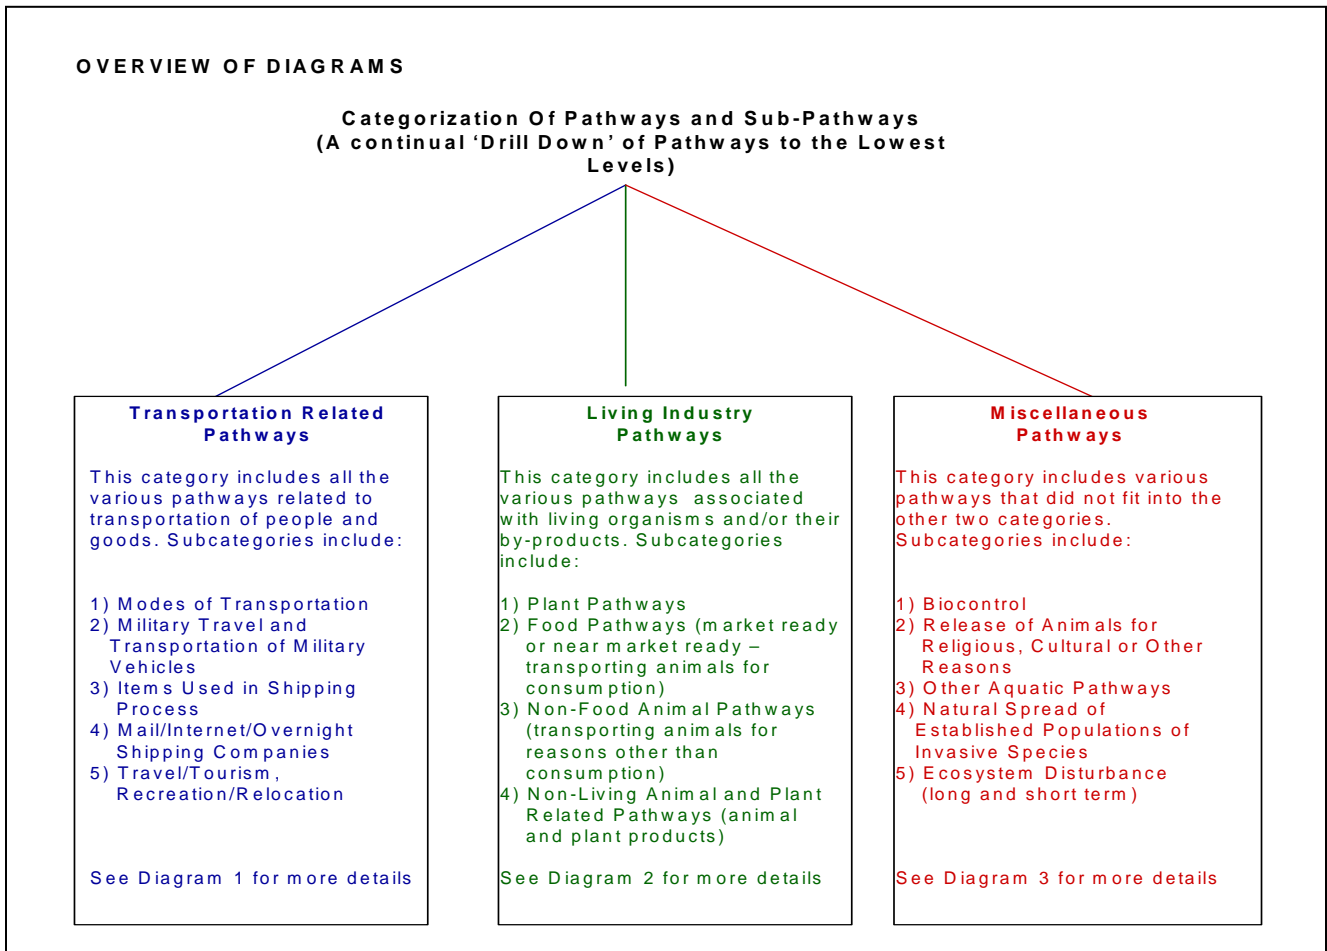 OVERVIEW OF DIAGRAMS
Categorization Of Pathways and Sub-Pathways
(A continual ‘Drill Down’ of Pathways to the Lowest
Levels)
Transportation Related
Pathways
This category includes all the
various pathways related to
transportation of people and
goods. Subcategories include:
1) Modes of Transportation
2) Military Travel and
Transportation of Military
Vehicles
3) Items Used in Shipping
Process
4) Mail/Internet/Overnight
Shipping Companies
5) Travel/Tourism,
Recreation/Relocation
See Diagram 1 for more details
Living Industry
Pathways
This category includes all the
various pathways associated
with living organisms and/or their
by-products. Subcategories
include:
1) Plant Pathways
2) Food Pathways (market ready
or near market ready –
transporting animals for
consumption)
3) Non-Food Animal Pathways
(transporting animals for
reasons other than
consumption)
4) Non-Living Animal and Plant
Related Pathways (animal
and plant products)
See Diagram 2 for more details
Miscellaneous
Pathways
This category includes various
pathways that did not fit into the
other two categories.
Subcategories include:
1) Biocontrol
2) Release of Animals for
Religious, Cultural or Other
Reasons
3) Other Aquatic Pathways
4) Natural Spread of
Established Populations of
Invasive Species
5) Ecosystem Disturbance
(long and short term)
See Diagram 3 for more details